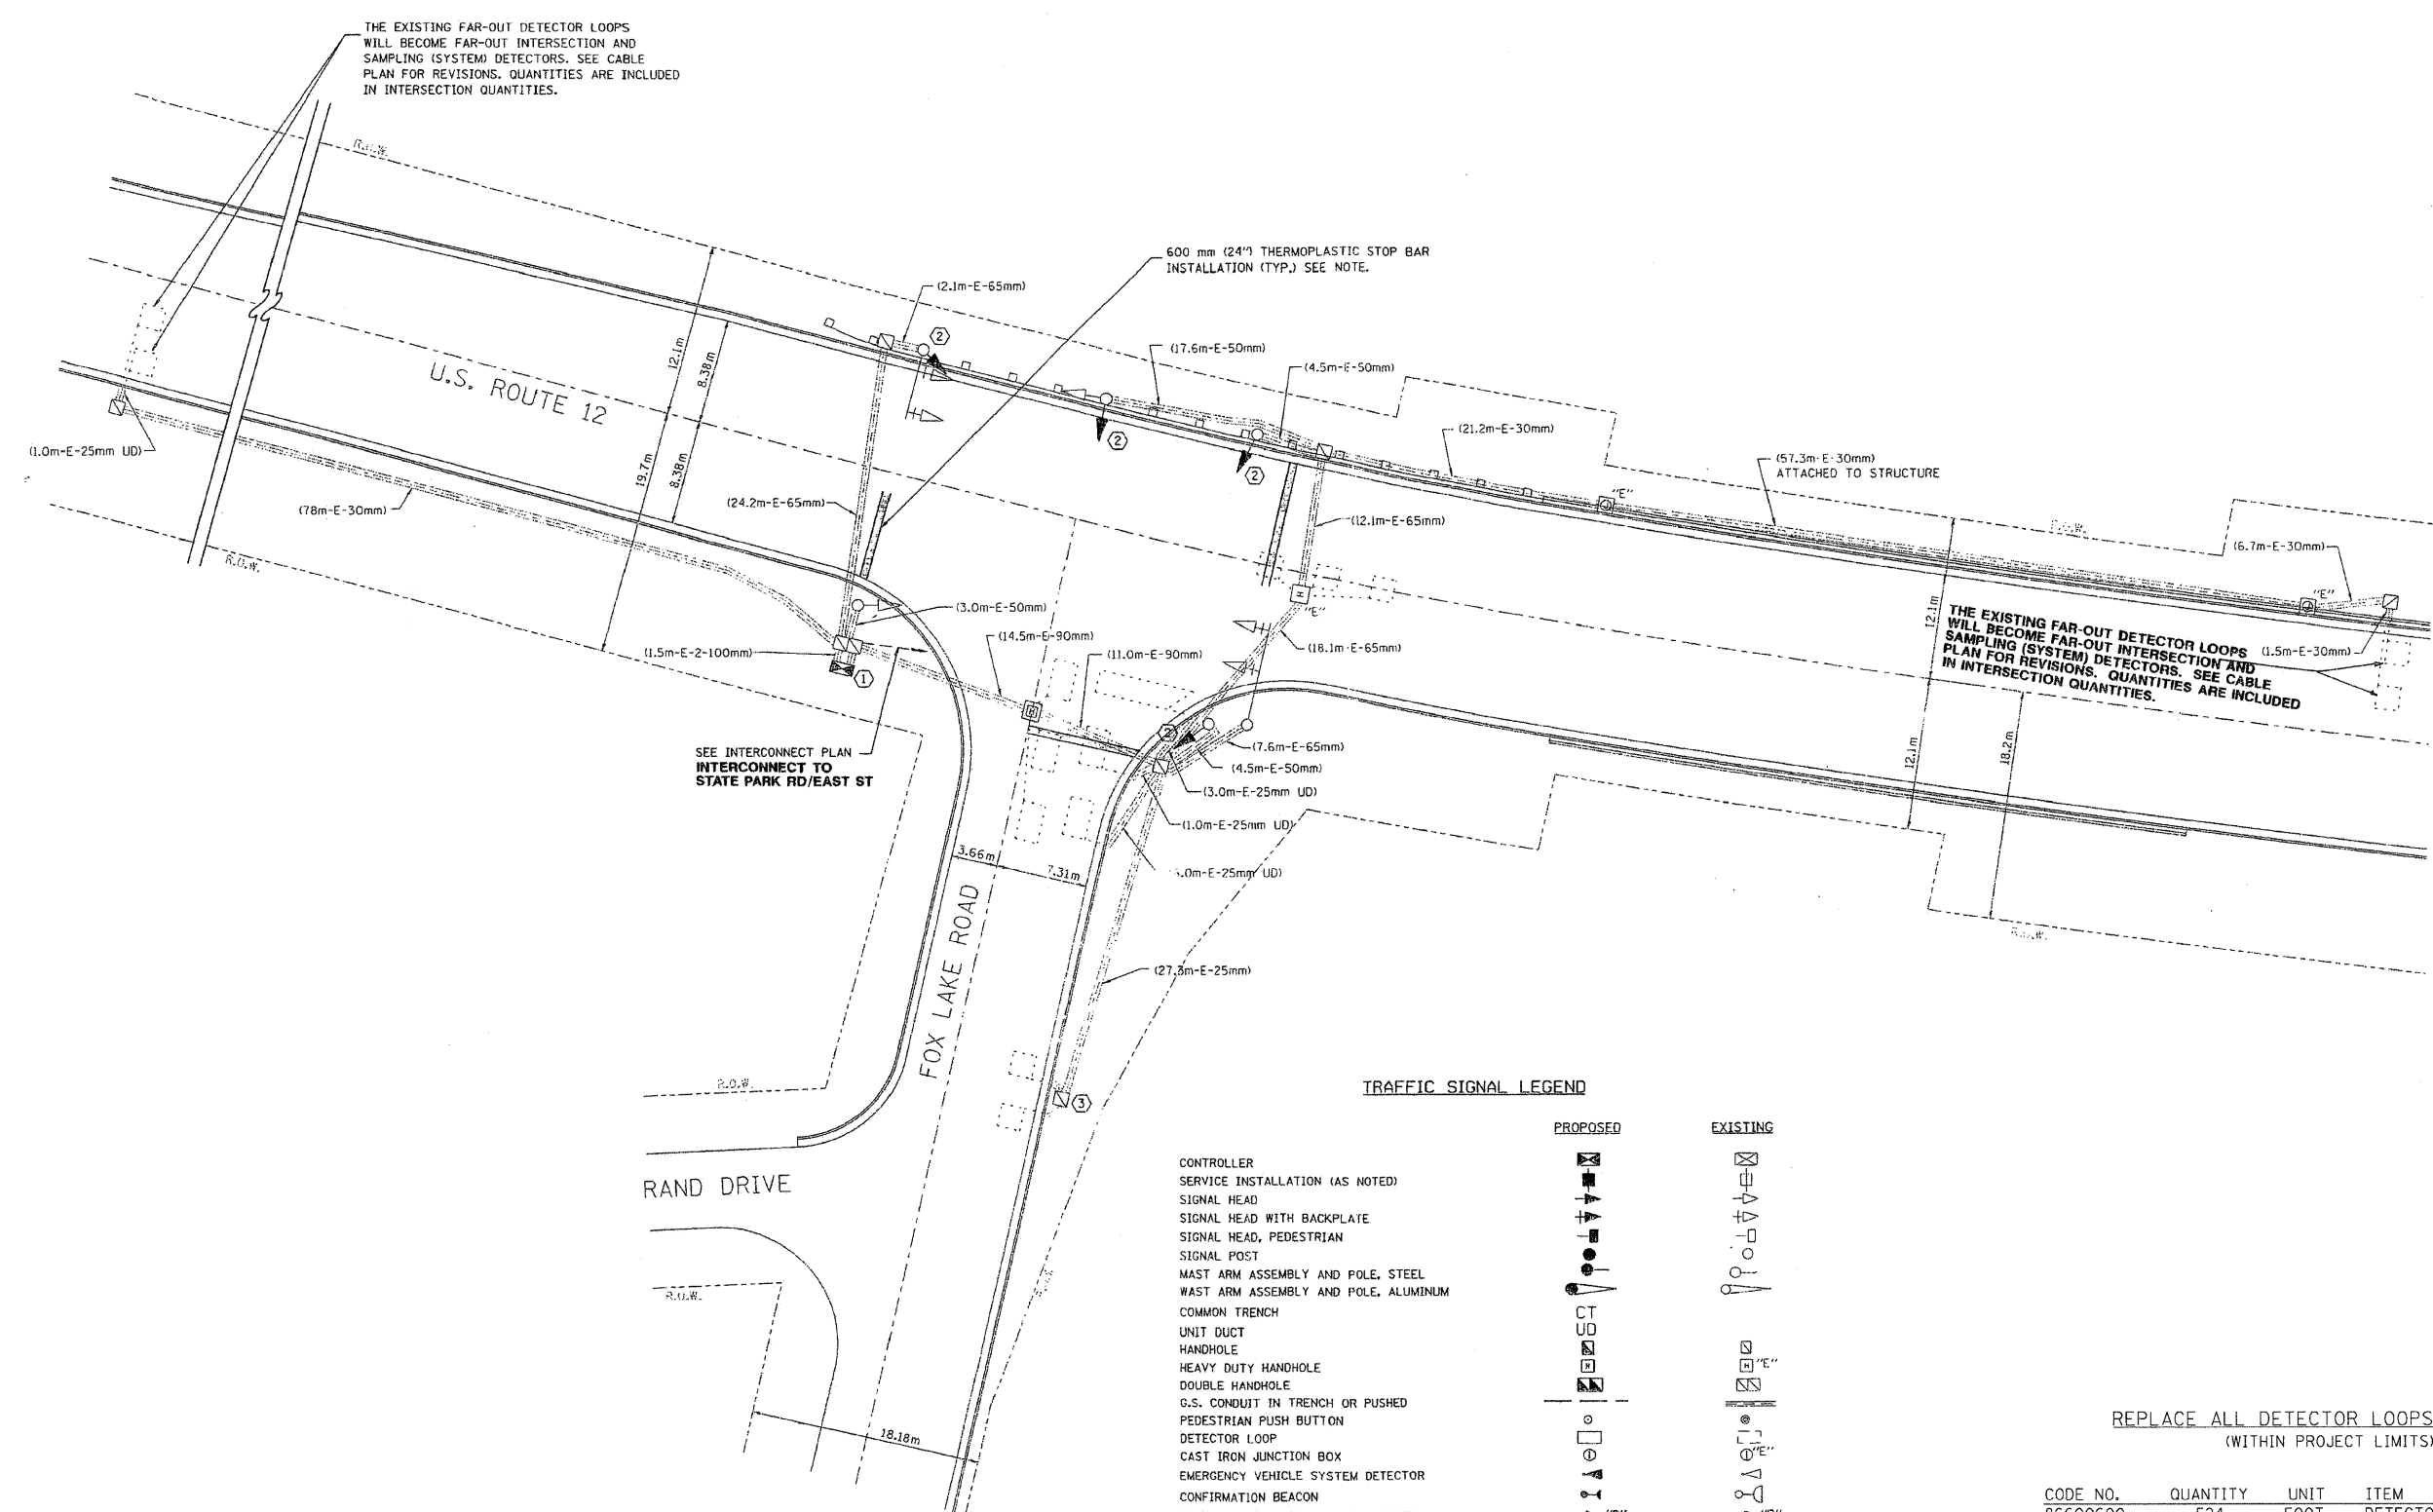 THE EXISTING FAR-OUT DETECTOR LOOPS
WILL BECOME FAR-OUT INTERSECTION AND
SAMPLING (SYSTEM) DETECTORS. SEE CABLE
PLAN FOR REVISIONS. QUANTITIES ARE INCLUDED
IN INTERSECTION QUANTITIES.
R.O.W.
600 mm (24") THERMOPLASTIC STOP BAR
INSTALLATION (TYP.) SEE NOTE.
(2.1m-E-65mm)
2
(17.6m-E-50mm)
(4.5m-E-50mm)
12.1m
8.38m
U.S. ROUTE 12
2
2
(21.2m-E-30mm)
(57.3m-E-30mm)
ATTACHED TO STRUCTURE
(1.0m-E-25mm UD)
19.7m
8.38m
(78m-E-30mm)
(24.2m-E-65mm)
(12.1m-E-65mm)
"E"
R.O.W.
(6.7m-E-30mm)
R.O.W.
"E"
"E"
12.1m
(3.0m-E-50mm)
THE EXISTING FAR-OUT DETECTOR LOOPS
WILL BECOME FAR-OUT INTERSECTION AND
SAMPLING (SYSTEM) DETECTORS. SEE CABLE
PLAN FOR REVISIONS. QUANTITIES ARE INCLUDED
IN INTERSECTION QUANTITIES.
(1.5m-E-30mm)
(14.5m-E-90mm)
(11.0m-E-90mm)
(18.1m-E-65mm)
(1.5m-E-2-100mm)
1
H
H
2
12.1m
18.2m
SEE INTERCONNECT PLAN
INTERCONNECT TO
STATE PARK RD/EAST ST
(7.6m-E-65mm)
(4.5m-E-50mm)
(3.0m-E-25mm UD)
(1.0m-E-25mm UD)
.0m-E-25mm UD)
3.66m
7.31m
FOX LAKE ROAD
R.O.W.
(27.3m-E-25mm)
R.O.W.
3
RAND DRIVE
R.O.W.
18.18m
TRAFFIC SIGNAL LEGEND
PROPOSED EXISTING
CONTROLLER
SERVICE INSTALLATION (AS NOTED)
SIGNAL HEAD
SIGNAL HEAD WITH BACKPLATE
SIGNAL HEAD, PEDESTRIAN
SIGNAL POST
MAST ARM ASSEMBLY AND POLE, STEEL
WAST ARM ASSEMBLY AND POLE, ALUMINUM
COMMON TRENCH CT
UNIT DUCT UD
HANDHOLE
HEAVY DUTY HANDHOLE H H "E"
DOUBLE HANDHOLE
G.S. CONDUIT IN TRENCH OR PUSHED
PEDESTRIAN PUSH BUTTON
DETECTOR LOOP
CAST IRON JUNCTION BOX "E"
EMERGENCY VEHICLE SYSTEM DETECTOR
CONFIRMATION BEACON
REPLACE ALL DETECTOR LOOPS
(WITHIN PROJECT LIMITS)
CODE NO. QUANTITY UNIT ITEM